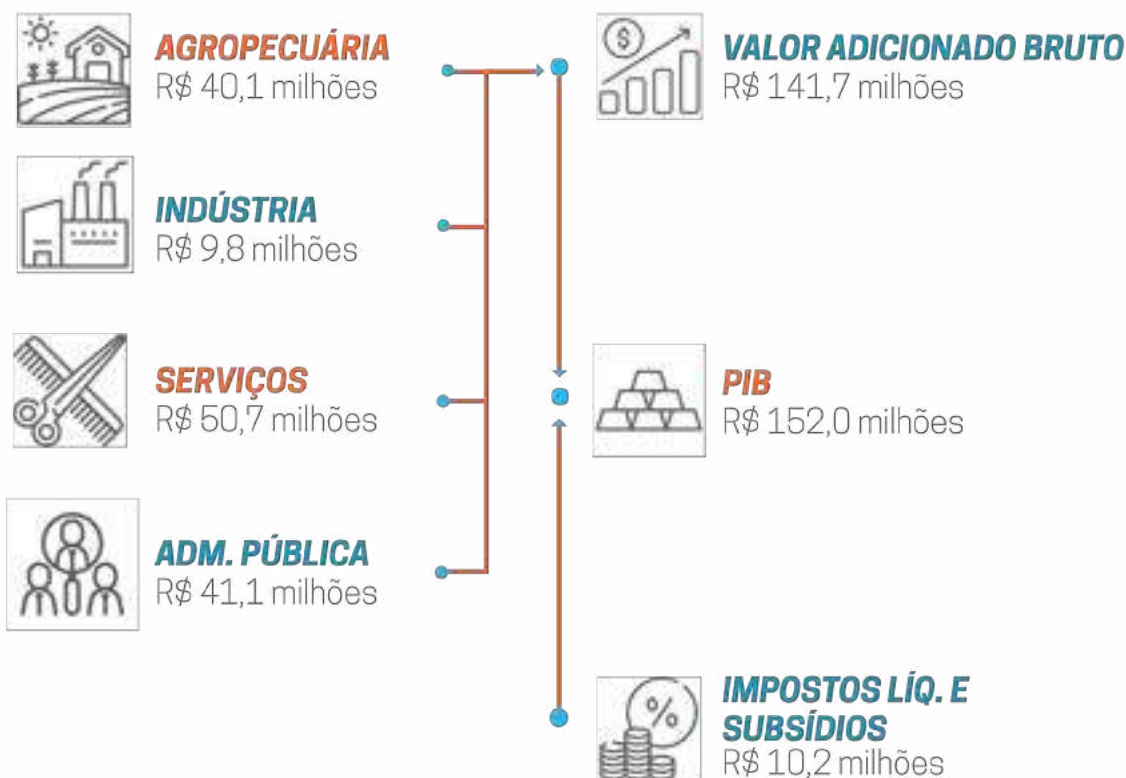 AGROPECUÁRIA
R$ 40,1 milhões
INDÚSTRIA
R$ 9,8 milhões
SERVIÇOS
R$ 50,7 milhões
ADM. PÚBLICA
R$ 41,1 milhões
$
VALOR ADICIONADO BRUTO
R$ 141,7 milhões
PIB
R$ 152,0 milhões
%
IMPOSTOS LÍQ. E
SUBSÍDIOS
R$ 10,2 milhões